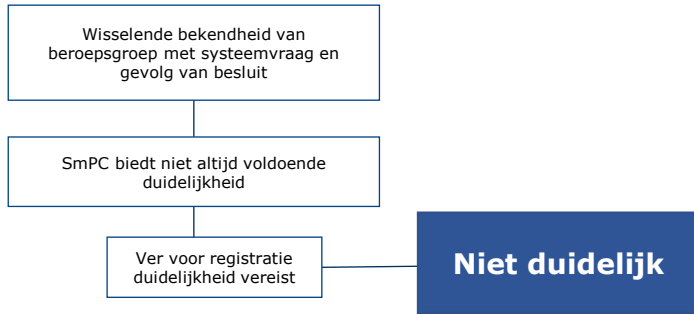 Wisselende bekendheid van
beroepsgroep met systeemvraag en
gevolg van besluit
SmPC biedt niet altijd voldoende
duidelijkheid
Ver voor registratie
duidelijkheid vereist
Niet duidelijk